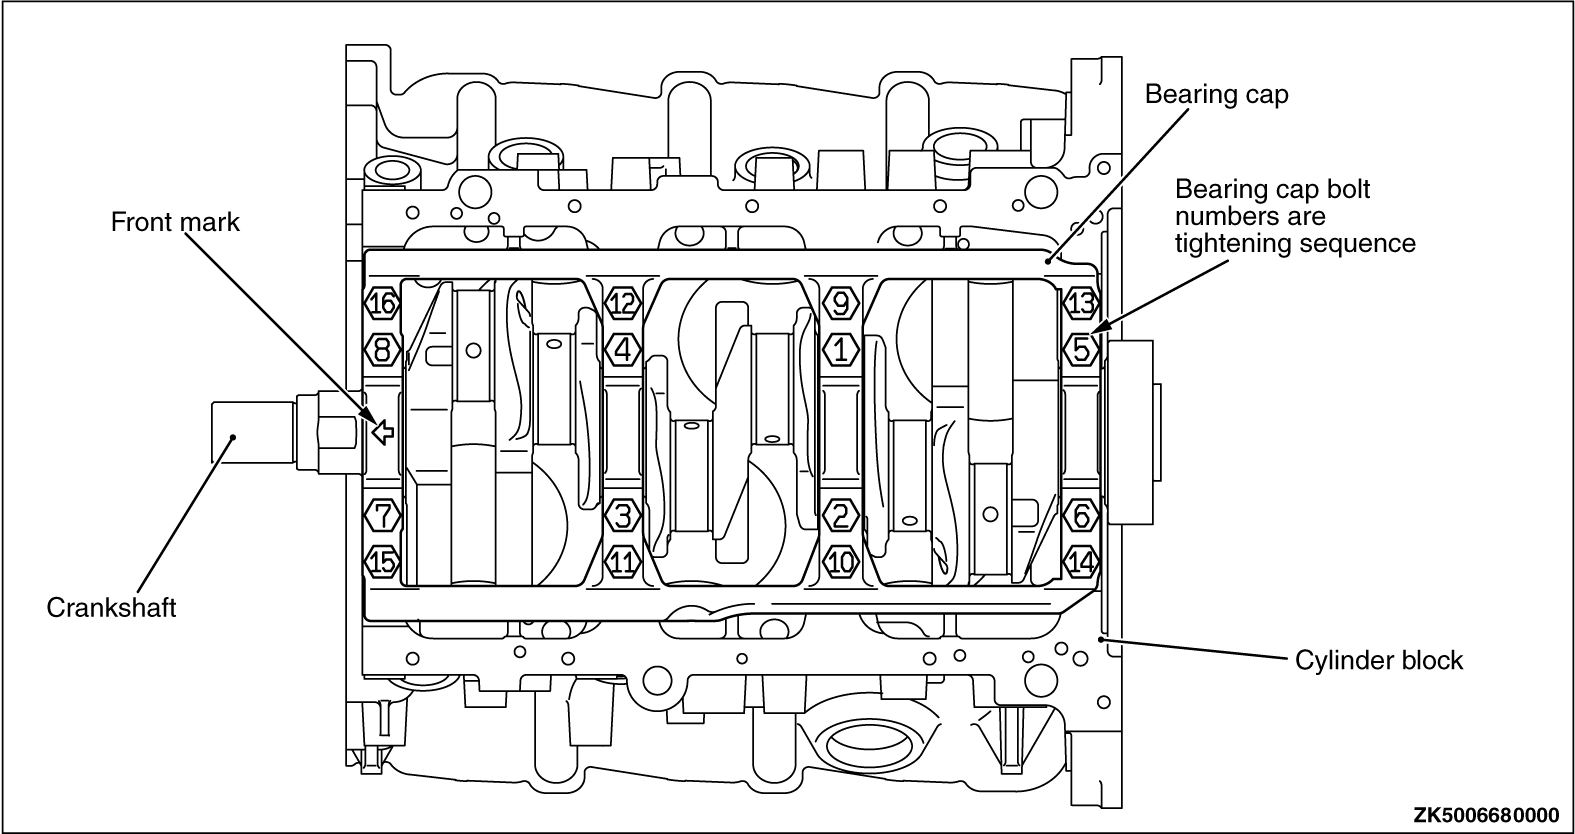 Bearing cap
Bearing cap bolt
numbers are
tightening sequence
Front mark
16 12 9 13
8 4 1 5
7 3 2 6
15 11 10 14
Crankshaft
Cylinder block
ZK5006680000